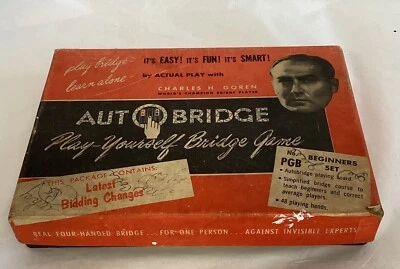 play bridge
learn alone
IT'S EASY! IT'S FUN! IT'S SMART!
by ACTUAL PLAY with
CHARLES H. GOREN
WORLD'S CHAMPION BRIDGE PLAYER
AUTOBRIDGE
Play-Yourself Bridge Game
THIS PACKAGE CONTAINS:
Latest
Bidding Changes
No.
PGB
BEGINNERS
SET
• Autobridge playing board.
• Simplified bridge course to
teach beginners and correct
average players.
• 48 playing hands.
REAL FOUR-HANDED BRIDGE ... FOR ONE PERSON ... AGAINST INVISIBLE EXPERTS